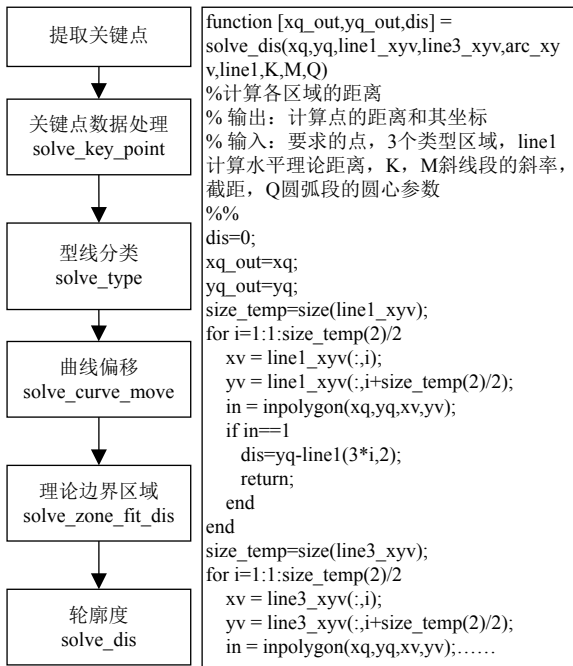 提取关键点
关键点数据处理
solve_key_point
型线分类
solve_type
曲线偏移
solve_curve_move
理论边界区域
solve_zone_fit_dis
轮廓度
solve_dis
function [xq_out,yq_out,dis] =
solve_dis(xq,yq,line1_xyv,line3_xyv,arc_xy
v,line1,K,M,Q)
%计算各区域的距离
% 输出：计算点的距离和其坐标
% 输入：要求的点，3个类型区域，line1
计算水平理论距离，K，M斜线段的斜率，
截距，Q圆弧段的圆心参数
%%
dis=0;
xq_out=xq;
yq_out=yq;
size_temp=size(line1_xyv);
for i=1:1:size_temp(2)/2
xv = line1_xyv(:,i);
yv = line1_xyv(:,i+size_temp(2)/2);
in = inpolygon(xq,yq,xv,yv);
if in==1
dis=yq-line1(3*i,2);
return;
end
end
size_temp=size(line3_xyv);
for i=1:1:size_temp(2)/2
xv = line3_xyv(:,i);
yv = line3_xyv(:,i+size_temp(2)/2);
in = inpolygon(xq,yq,xv,yv);……